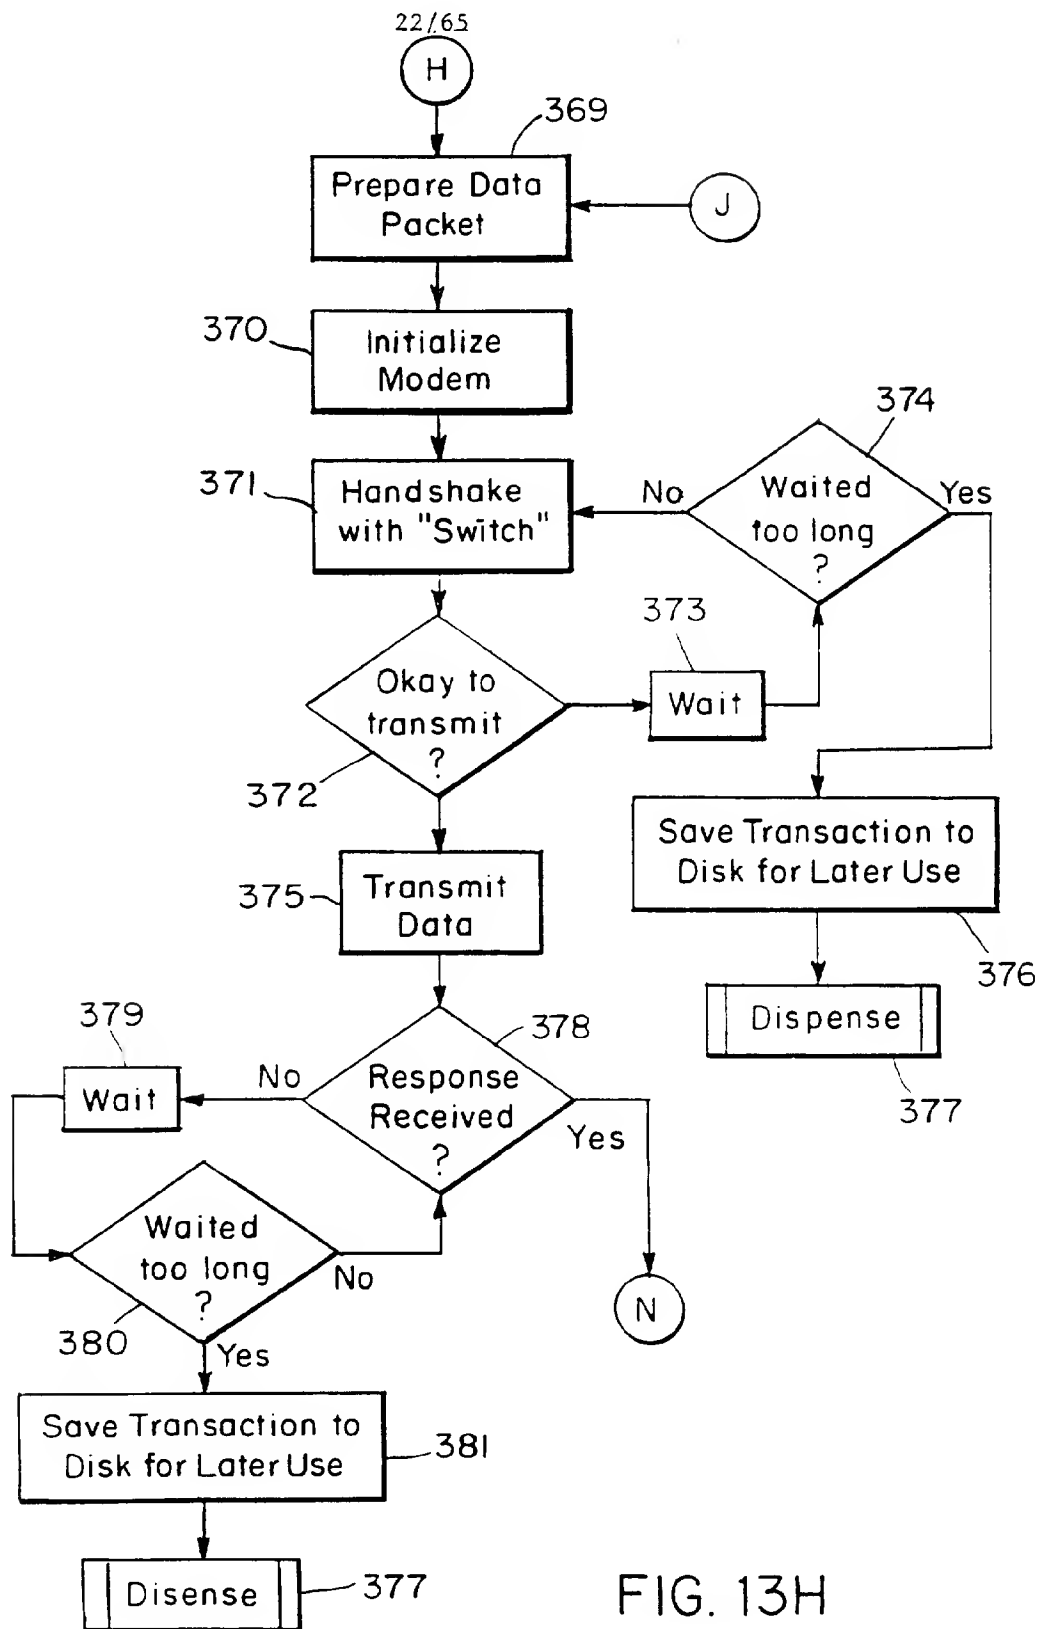 22/65
H
369
Prepare Data
Packet
J
370
Initialize
Modem
374
371
Handshake
with "Switch"
No
Waited
too long
?
Yes
373
Okay to
transmit
?
Wait
372
Save Transaction to
Disk for Later Use
375
Transmit
Data
376
379
378
Dispense
No
Response
Received
?
Wait
377
Yes
Waited
too long
?
No
N
380
Yes
Save Transaction to
Disk for Later Use
381
Disense
377
FIG. 13H